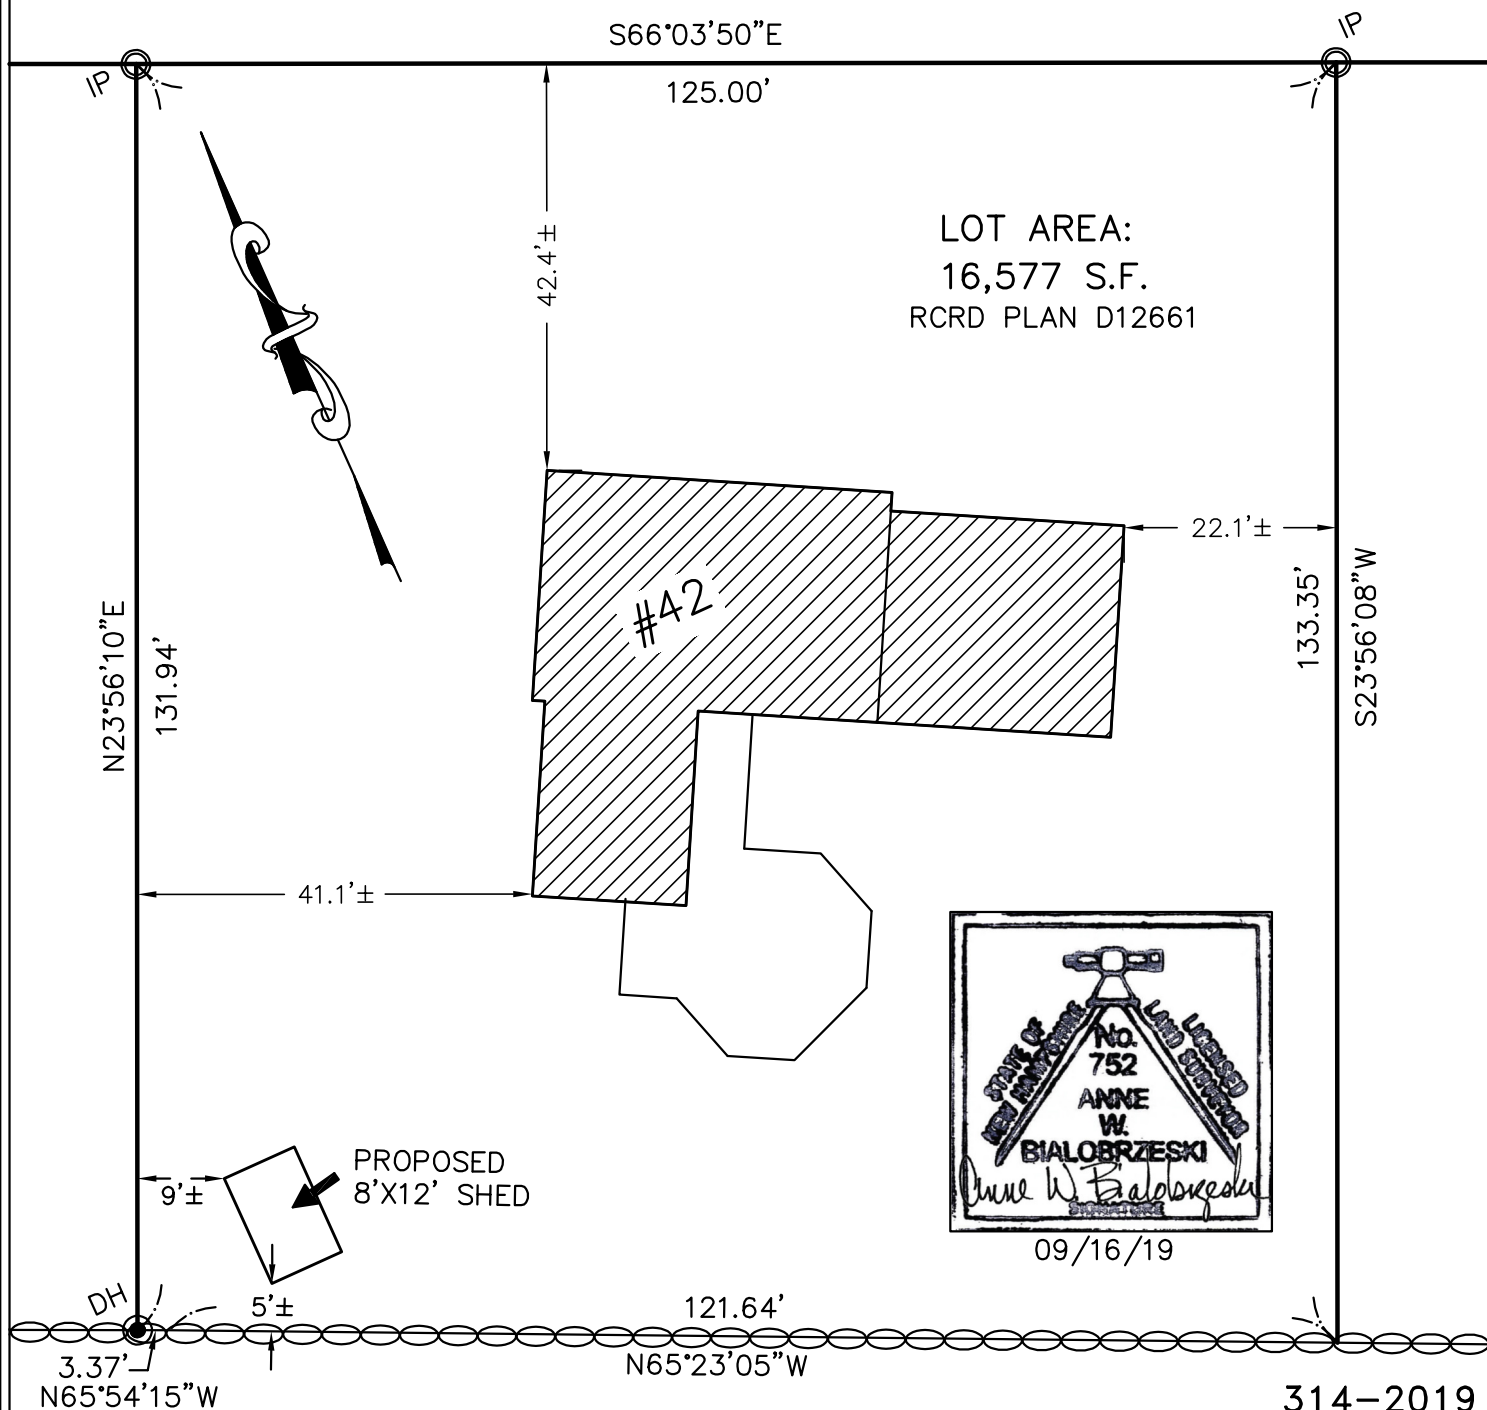 S66°03'50"E
IP
IP
125.00'
LOT AREA:
16,577 S.F.
RCRD PLAN D12661
42.4'±
22.1'±
#42
N23°56'10"E
131.94'
133.35'
S23°56'08"W
41.1'±
STATE OF
NEW HAMPSHIRE
LICENSED
LAND SURVEYOR
No.
752
ANNE
W.
BIALOBRZESKI
Anne W. Bialobrzeski
SIGNATURE
09/16/19
PROPOSED
8'X12' SHED
9'±
DH
5'±
121.64'
3.37'
N65°23'05"W
N65°54'15"W
314-2019